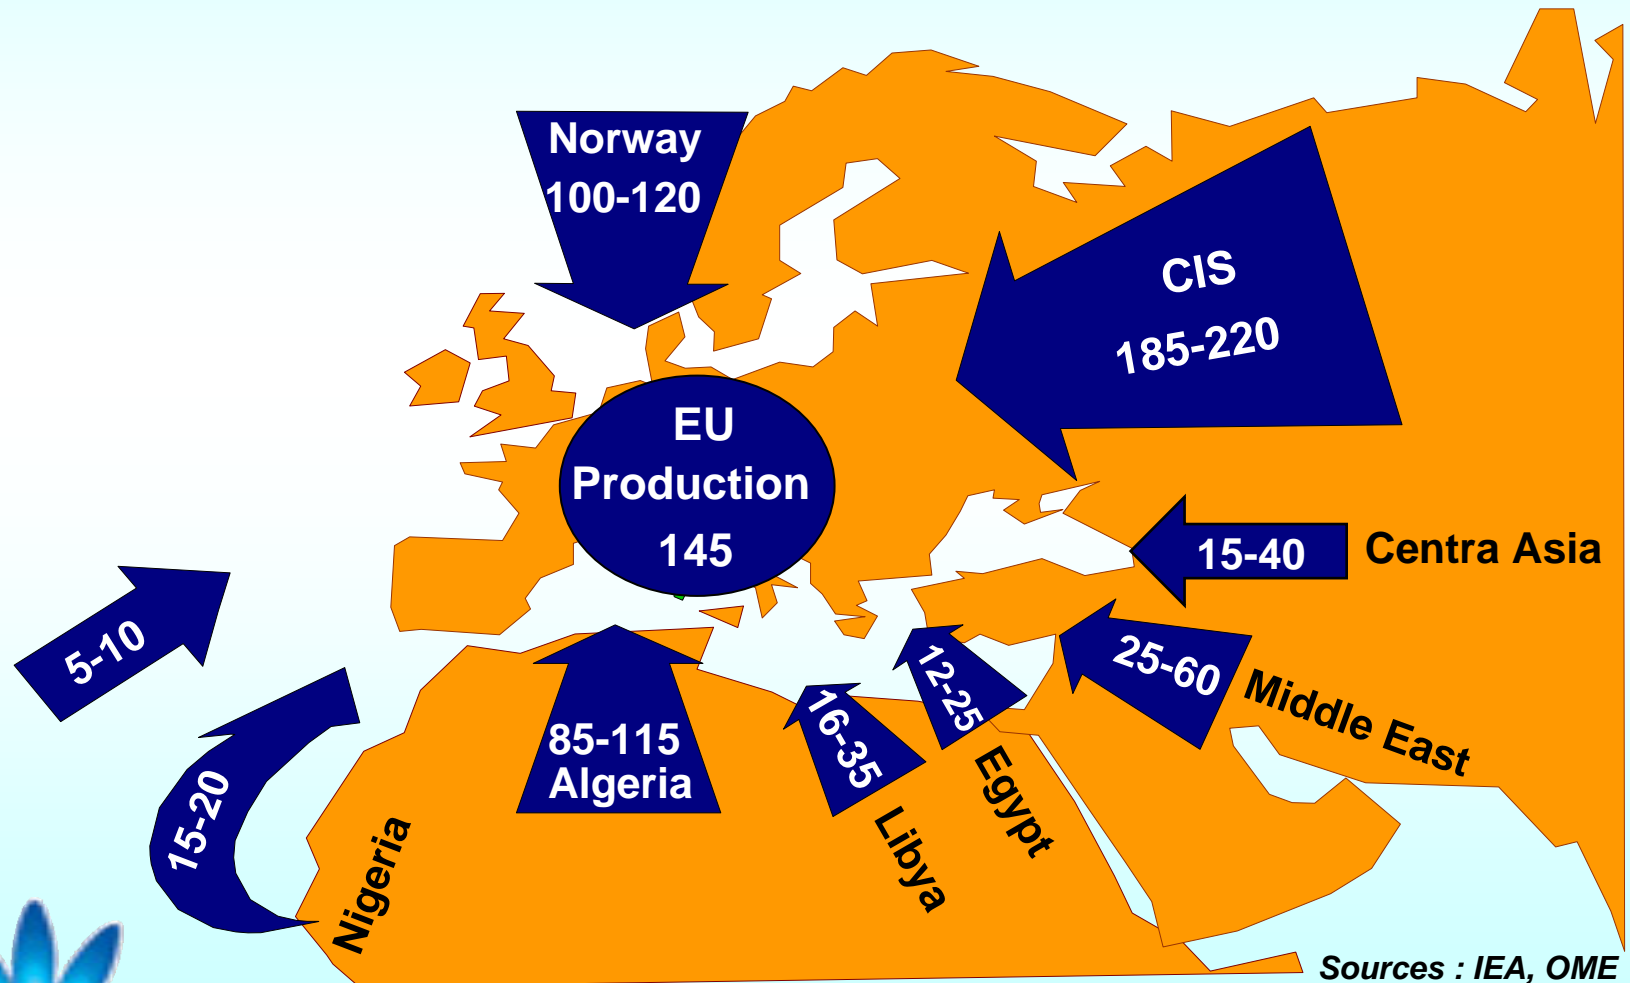 Norway
100-120
CIS
185-220
EU
Production
145
15-40
Centra Asia
5-10
25-60
Middle East
12-25
Egypt
16-35
Libya
85-115
Algeria
15-20
Nigeria
Sources : IEA, OME